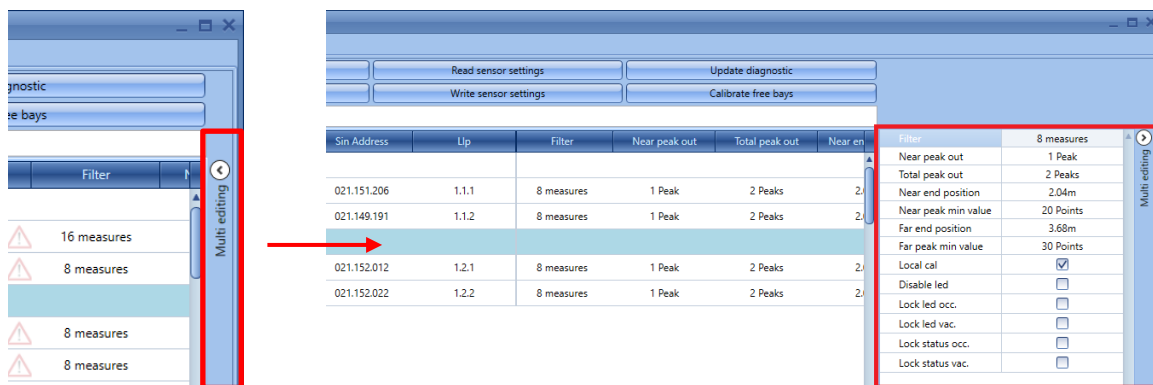 gnostic
ee bays
Filter
N
16 measures
8 measures
8 measures
8 measures
Multi editing
Read sensor settings
Update diagnostic
Write sensor settings
Calibrate free bays
Sin Address Up Filter Near peak out Total peak out Near en
021.151.206 1.1.1 8 measures 1 Peak 2 Peaks 2.
021.149.191 1.1.2 8 measures 1 Peak 2 Peaks 2.
021.152.012 1.2.1 8 measures 1 Peak 2 Peaks 2.
021.152.022 1.2.2 8 measures 1 Peak 2 Peaks 2.
Filter 8 measures
Near peak out 1 Peak
Total peak out 2 Peaks
Near end position 2.04m
Near peak min value 20 Points
Far end position 3.68m
Far peak min value 30 Points
Local cal
Disable led
Lock led occ.
Lock led vac.
Lock status occ.
Lock status vac.
Multi editing